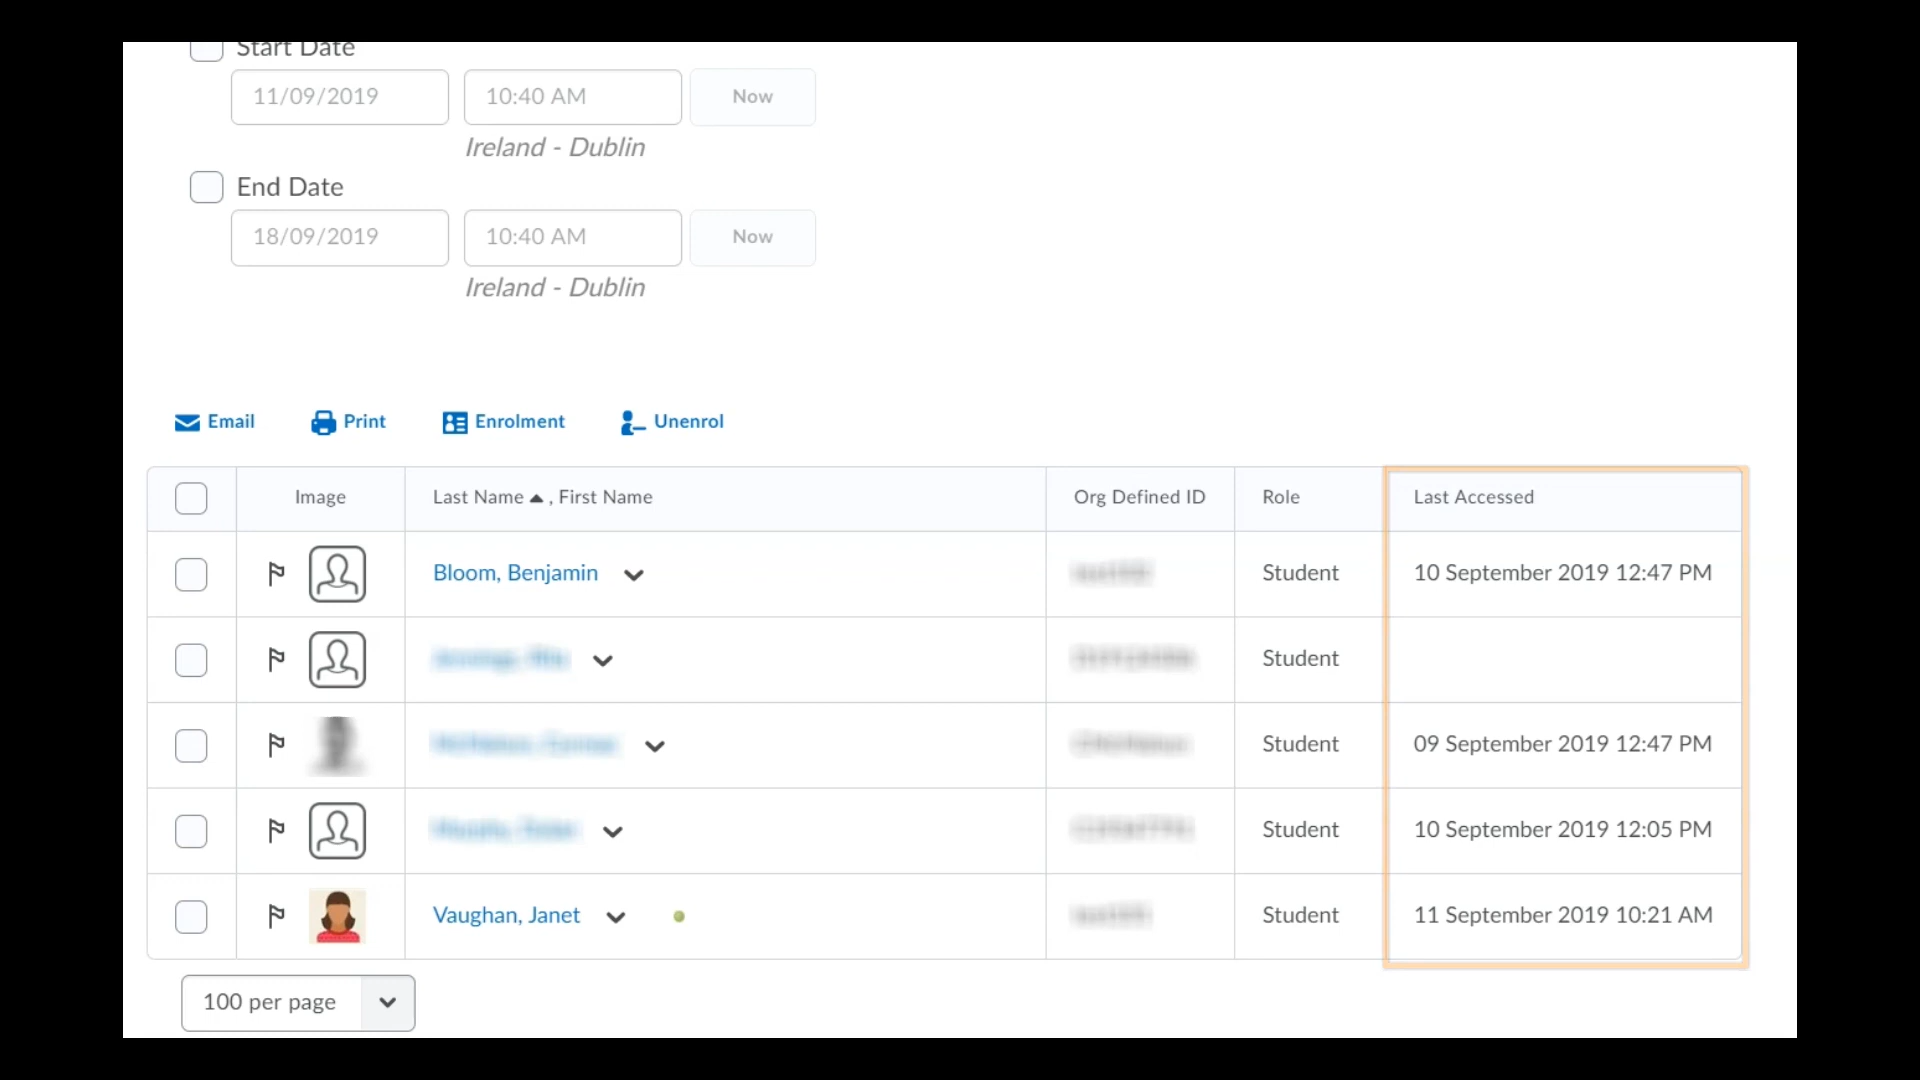 Start Date
11/09/2019 10:40 AM Now
Ireland - Dublin
End Date
18/09/2019 10:40 AM Now
Ireland - Dublin
Email Print Enrolment Unenrol
Image Last Name , First Name Org Defined ID Role Last Accessed
Bloom, Benjamin Student 10 September 2019 12:47 PM
Student
Student 09 September 2019 12:47 PM
Student 10 September 2019 12:05 PM
Vaughan, Janet Student 11 September 2019 10:21 AM
100 per page